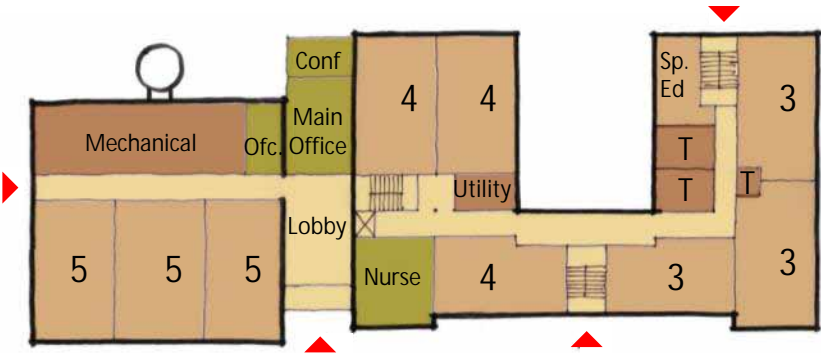 Conf
Main
Office
Mechanical
Ofc.
4
4
Sp.
Ed
3
T
T
T
Utility
Lobby
5
5
5
Nurse
4
3
3